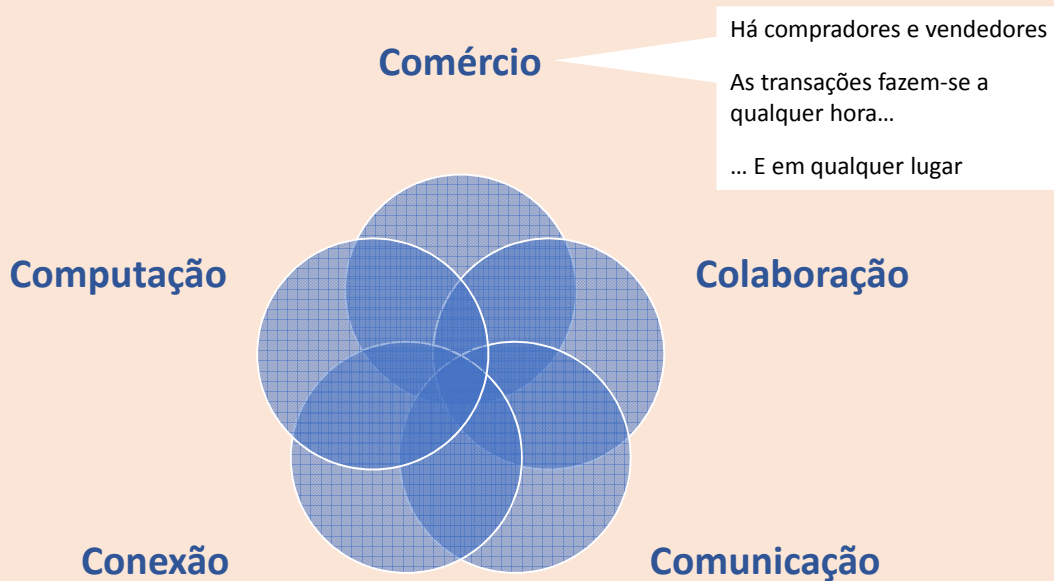 Comércio
Há compradores e vendedores
As transações fazem-se a
qualquer hora…
… E em qualquer lugar
Computação
Colaboração
Conexão
Comunicação